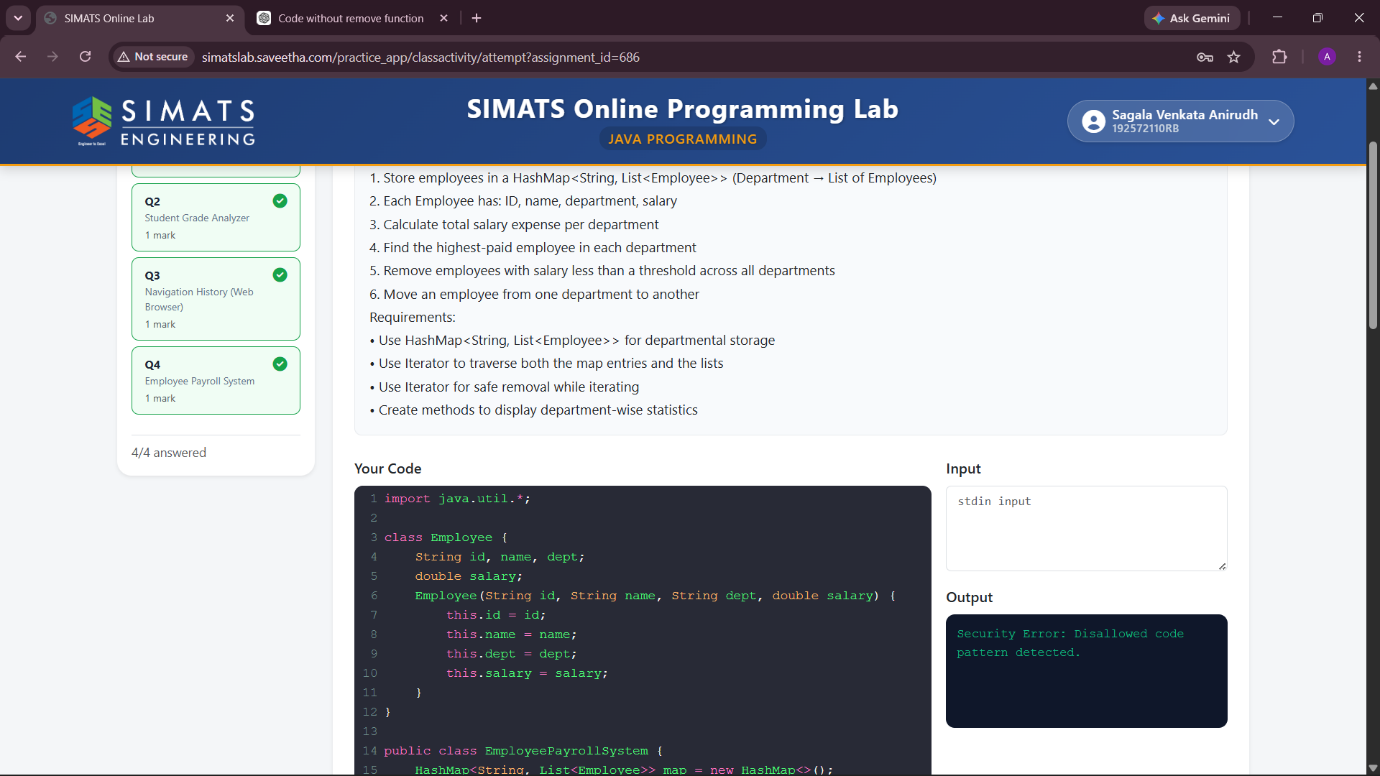 SIMATS Online Lab
Code without remove function
Ask Gemini
Not secure
simatslab.saveetha.com/practice_app/classactivity/attempt?assignment_id=686
A
SIMATS
ENGINEERING
Engineer to Excel
SIMATS Online Programming Lab
JAVA PROGRAMMING
Sagala Venkata Anirudh
192572110RB
Q2
Student Grade Analyzer
1 mark
Q3
Navigation History (Web
Browser)
1 mark
Q4
Employee Payroll System
1 mark
4/4 answered
1. Store employees in a HashMap<String, List<Employee>> (Department → List of Employees)
2. Each Employee has: ID, name, department, salary
3. Calculate total salary expense per department
4. Find the highest-paid employee in each department
5. Remove employees with salary less than a threshold across all departments
6. Move an employee from one department to another
Requirements:
• Use HashMap<String, List<Employee>> for departmental storage
• Use Iterator to traverse both the map entries and the lists
• Use Iterator for safe removal while iterating
• Create methods to display department-wise statistics
Your Code
1 import java.util.*;
2
3 class Employee {
4     String id, name, dept;
5     double salary;
6     Employee(String id, String name, String dept, double salary) {
7         this.id = id;
8         this.name = name;
9         this.dept = dept;
10         this.salary = salary;
11     }
12 }
13
14 public class EmployeePayrollSystem {
15     HashMap<String, List<Employee>> map = new HashMap<>();
Input
stdin input
Output
Security Error: Disallowed code
pattern detected.